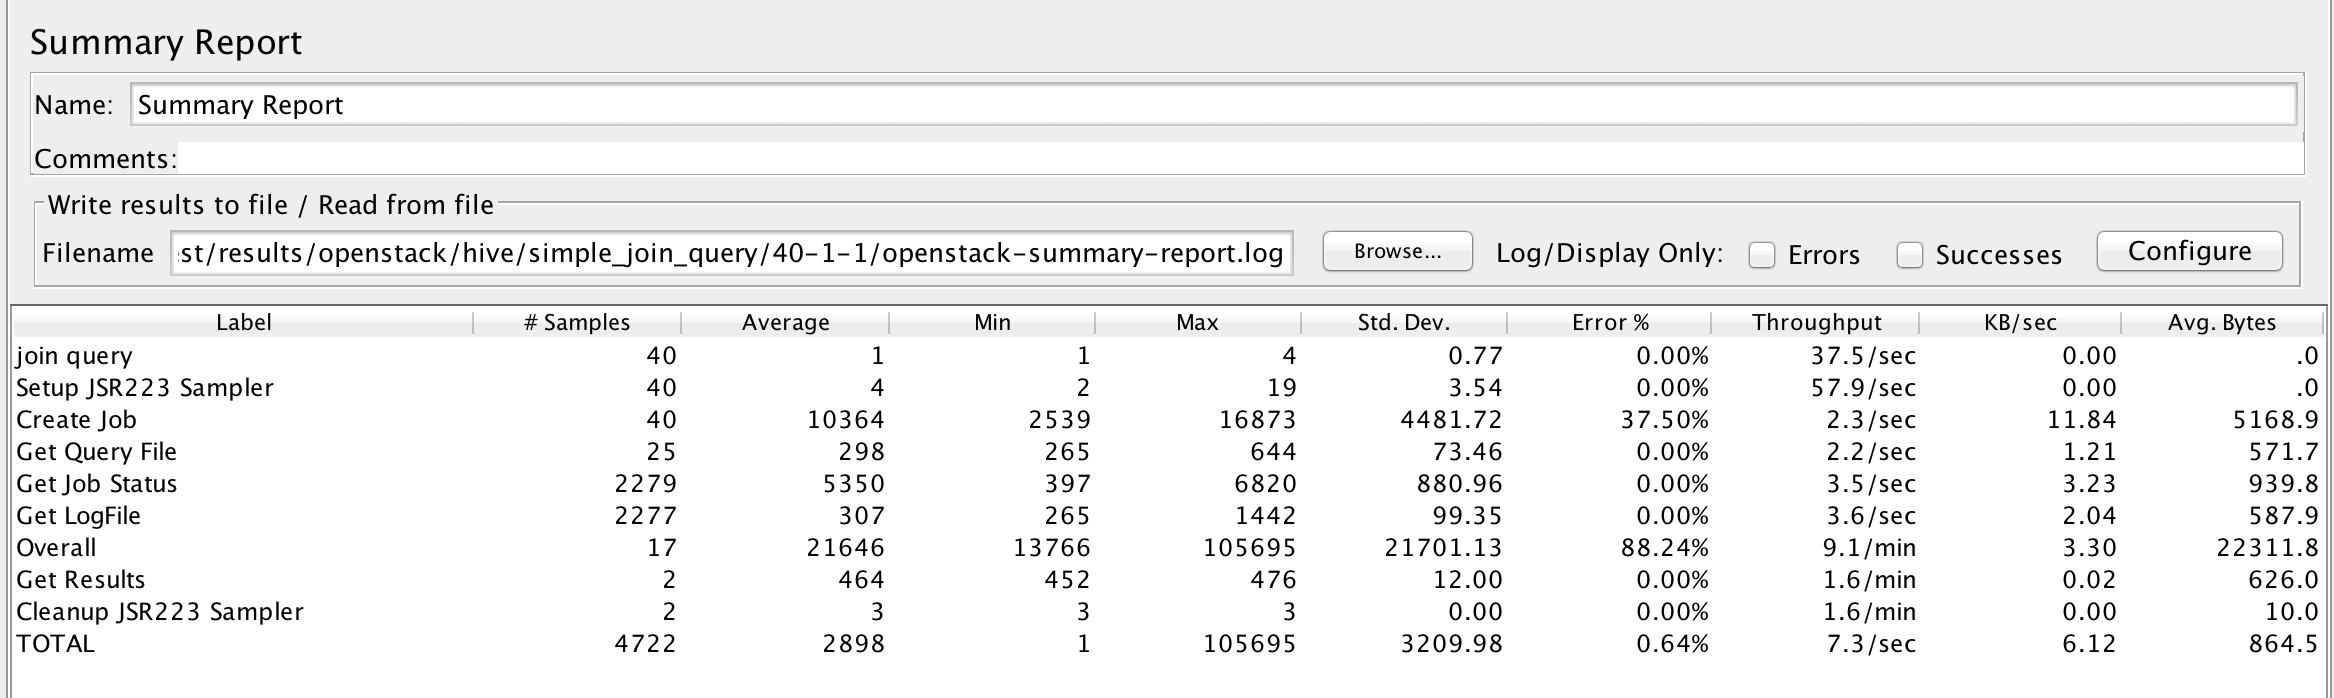 Summary Report
Name: Summary Report
Comments:
Write results to file / Read from file
Filename st/results/openstack/hive/simple_join_query/40-1-1/openstack-summary-report.log Browse... Log/Display Only: Errors Successes Configure
Label # Samples Average Min Max Std. Dev. Error % Throughput KB/sec Avg. Bytes
join query 40 1 1 4 0.77 0.00% 37.5/sec 0.00 .0
Setup JSR223 Sampler 40 4 2 19 3.54 0.00% 57.9/sec 0.00 .0
Create Job 40 10364 2539 16873 4481.72 37.50% 2.3/sec 11.84 5168.9
Get Query File 25 298 265 644 73.46 0.00% 2.2/sec 1.21 571.7
Get Job Status 2279 5350 397 6820 880.96 0.00% 3.5/sec 3.23 939.8
Get LogFile 2277 307 265 1442 99.35 0.00% 3.6/sec 2.04 587.9
Overall 17 21646 13766 105695 21701.13 88.24% 9.1/min 3.30 22311.8
Get Results 2 464 452 476 12.00 0.00% 1.6/min 0.02 626.0
Cleanup JSR223 Sampler 2 3 3 3 0.00 0.00% 1.6/min 0.00 10.0
TOTAL 4722 2898 1 105695 3209.98 0.64% 7.3/sec 6.12 864.5